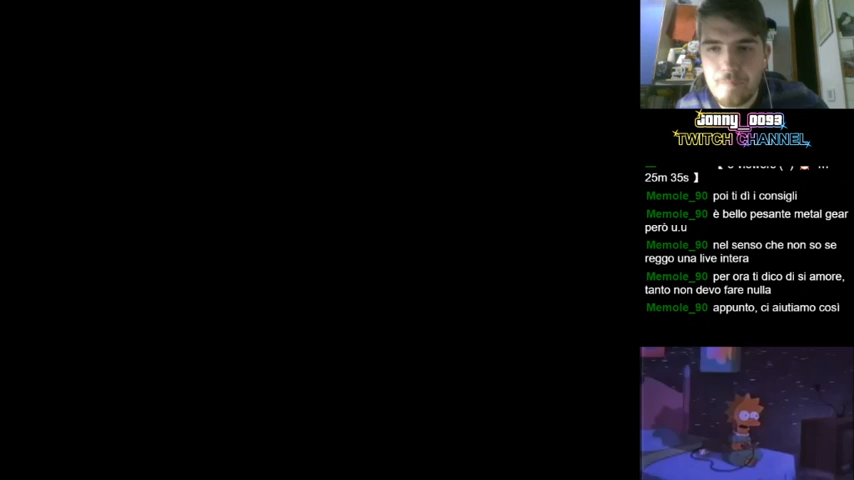 Jonny_0093
TWITCH CHANNEL
25m 35s 】
Memole_90 poi ti dì i consigli
Memole_90 è bello pesante metal gear
però u.u
Memole_90 nel senso che non so se
reggo una live intera
Memole_90 per ora ti dico di si amore,
tanto non devo fare nulla
Memole_90 appunto, ci aiutiamo così